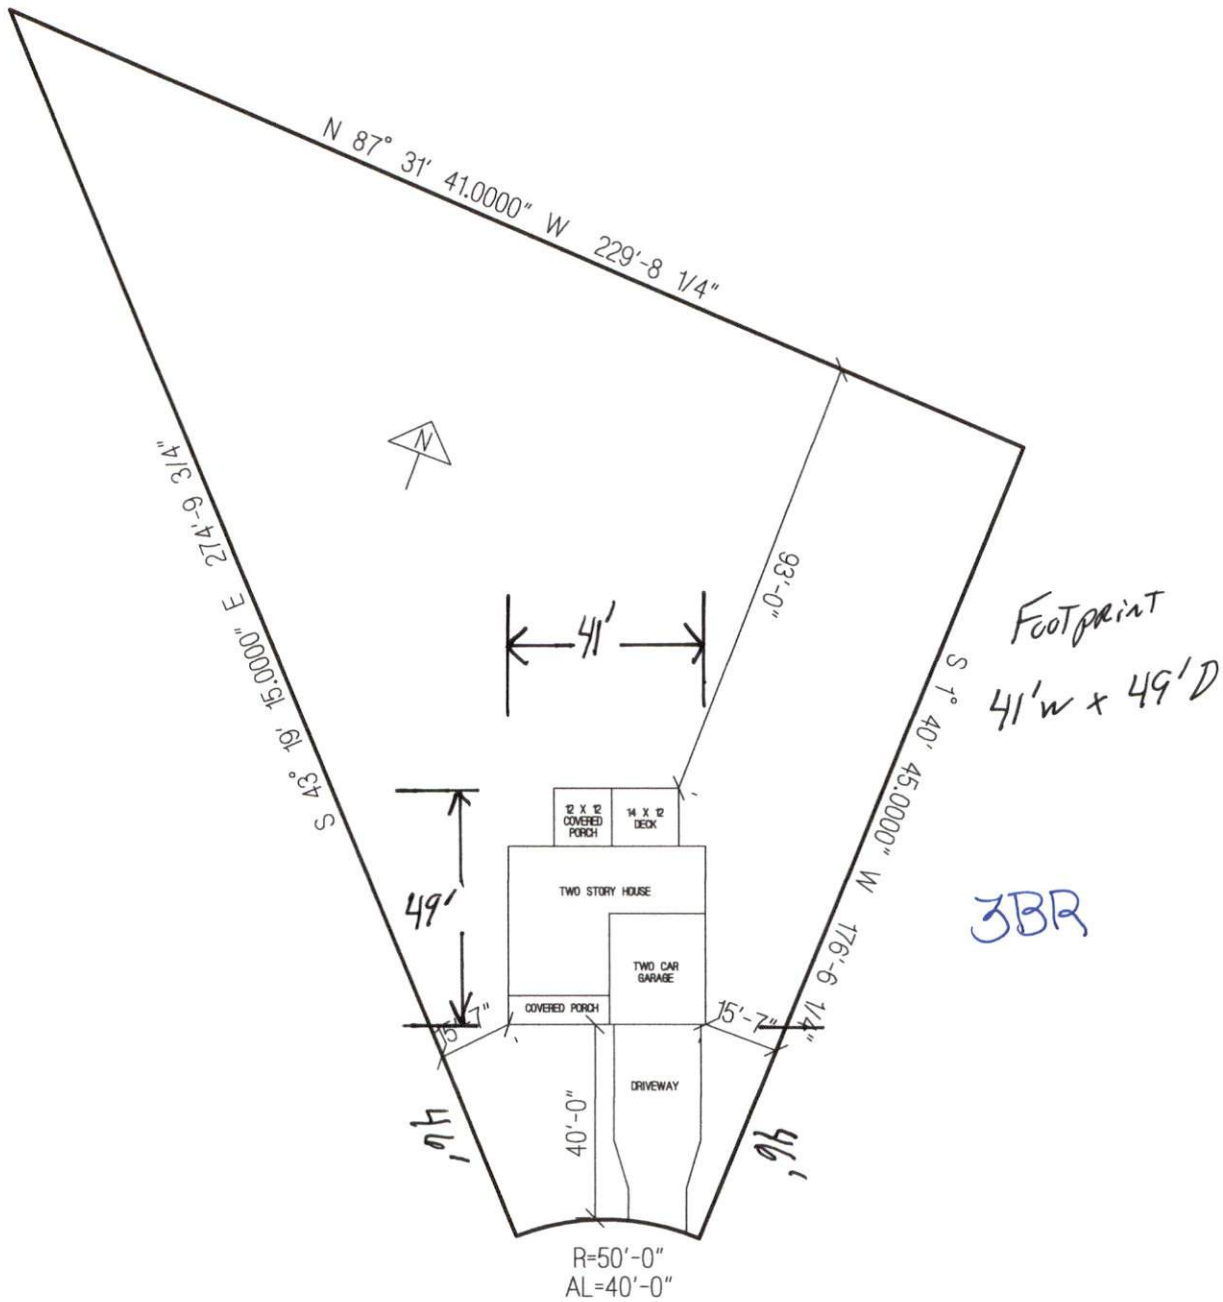 N 87° 31' 41.0000" W 229'-8 1/4"
N
274'-9 3/4"
S 43° 19' 15.0000" E
93'-0"
41'
Footprint
41'W x 49'D
S 1° 40' 45.0000" W 176'-6 1/4"
12 X 12
COVERED
PORCH
14 X 12
DECK
TWO STORY HOUSE
49'
3BR
TWO CAR
GARAGE
COVERED PORCH
15'-7"
15'-7"
DRIVEWAY
40'-0"
46'
46'
R=50'-0"
AL=40'-0"